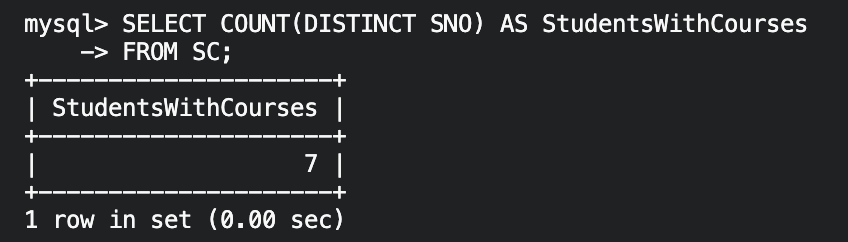 mysql> SELECT COUNT(DISTINCT SNO) AS StudentsWithCourses
    -> FROM SC;
+---------------------+
| StudentsWithCourses |
+---------------------+
|                   7 |
+---------------------+
1 row in set (0.00 sec)